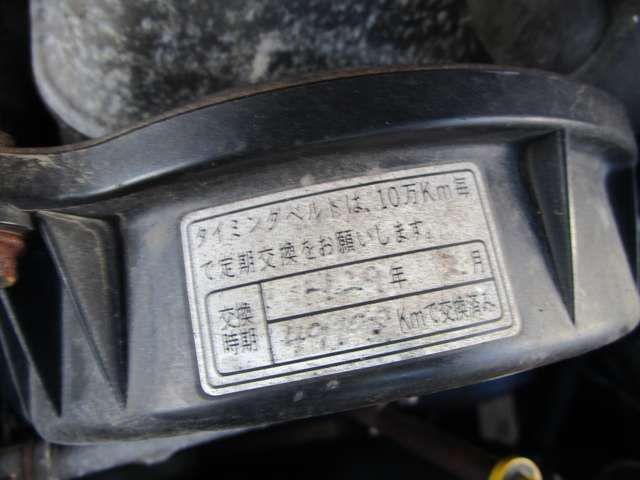 タイミングベルトは、10万Km毎
で定期交換をお願いします。
交換時期
年 月
Kmで交換済み